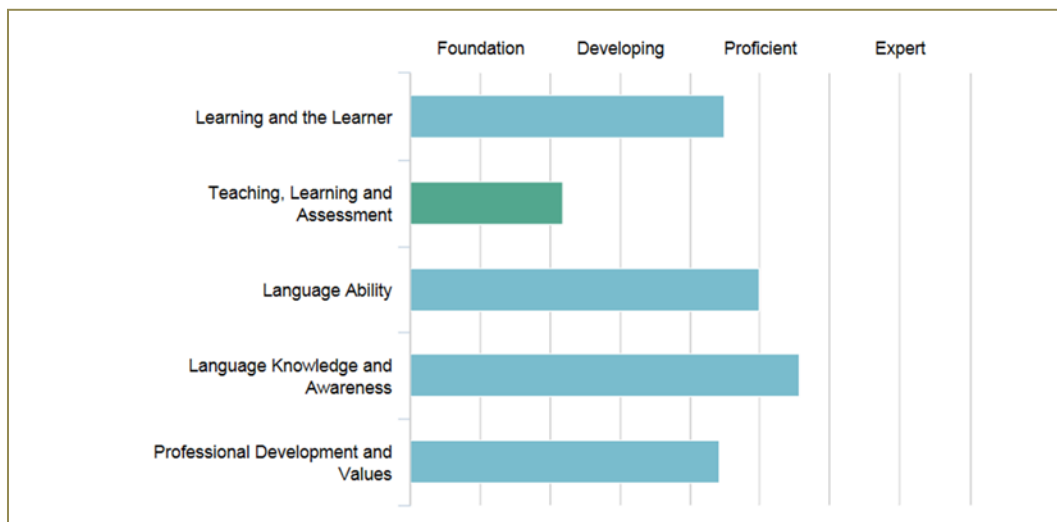 Foundation Developing Proficient Expert
Learning and the Learner
Teaching, Learning and
Assessment
Language Ability
Language Knowledge and
Awareness
Professional Development and
Values